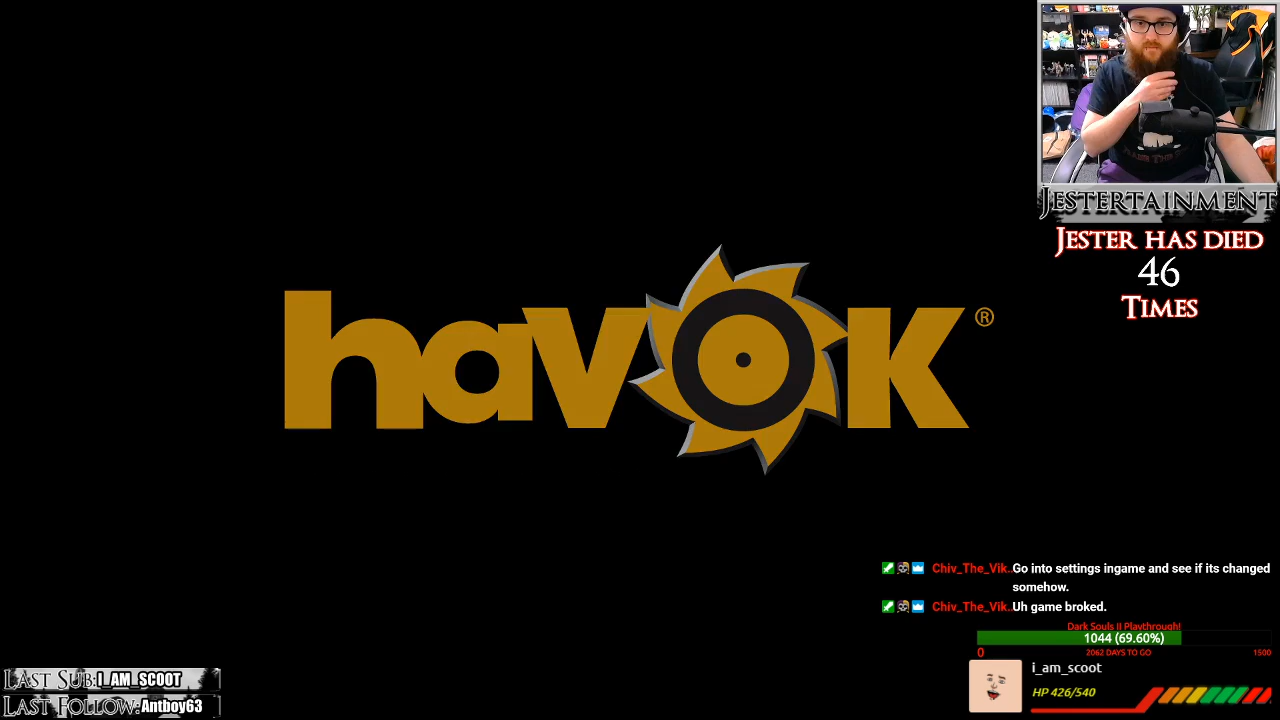 havok®
JESTERTAINMENT
JESTER HAS DIED
46
TIMES
Chiv_The_Vik..Go into settings ingame and see if its changed
somehow.
Chiv_The_Vik..Uh game broked.
Dark Souls II Playthrough!
1044 (69.60%)
0 2062 DAYS TO GO 1500
i_am_scoot
HP 426/540
LAST SUB:I_AM_SCOOT
LAST FOLLOW:Antboy63